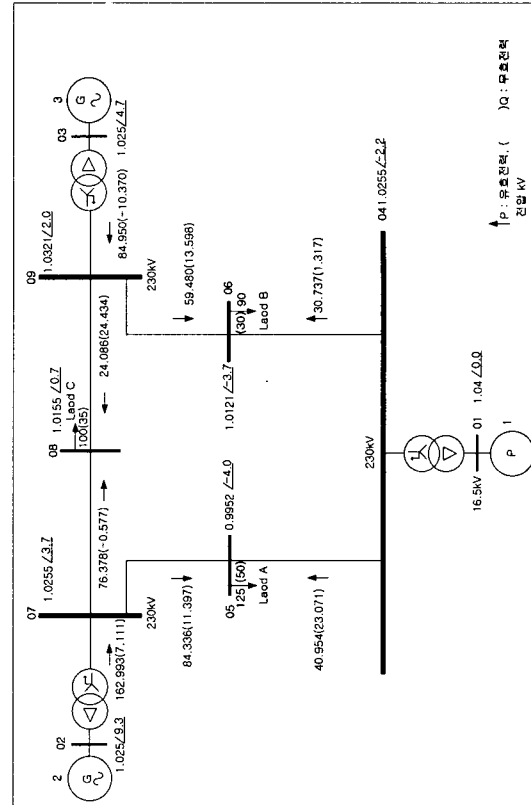 2
G
02
1.025/9.3
162.993(7.111)
07
1.0255 /3.7
230kV
76.378(-0.577)
08
1.0155 /0.7
Laod C
100(35)
24.086(24.434)
09
1.0321/2.0
230kV
84.950(-10.370)
03
1.025/4.7
3
G
84.336(11.397)
05
0.9952 /-4.0
125 (50)
Laod A
40.954(23.071)
59.480(13.598)
06
1.0121/-3.7
(30) 90
Laod B
30.737(1.317)
230kV
041.0255/-2.2
16.5kV
01
1.04 /0.0
P
1
P : 유효전력, ( )Q : 무효전력
전압 kV